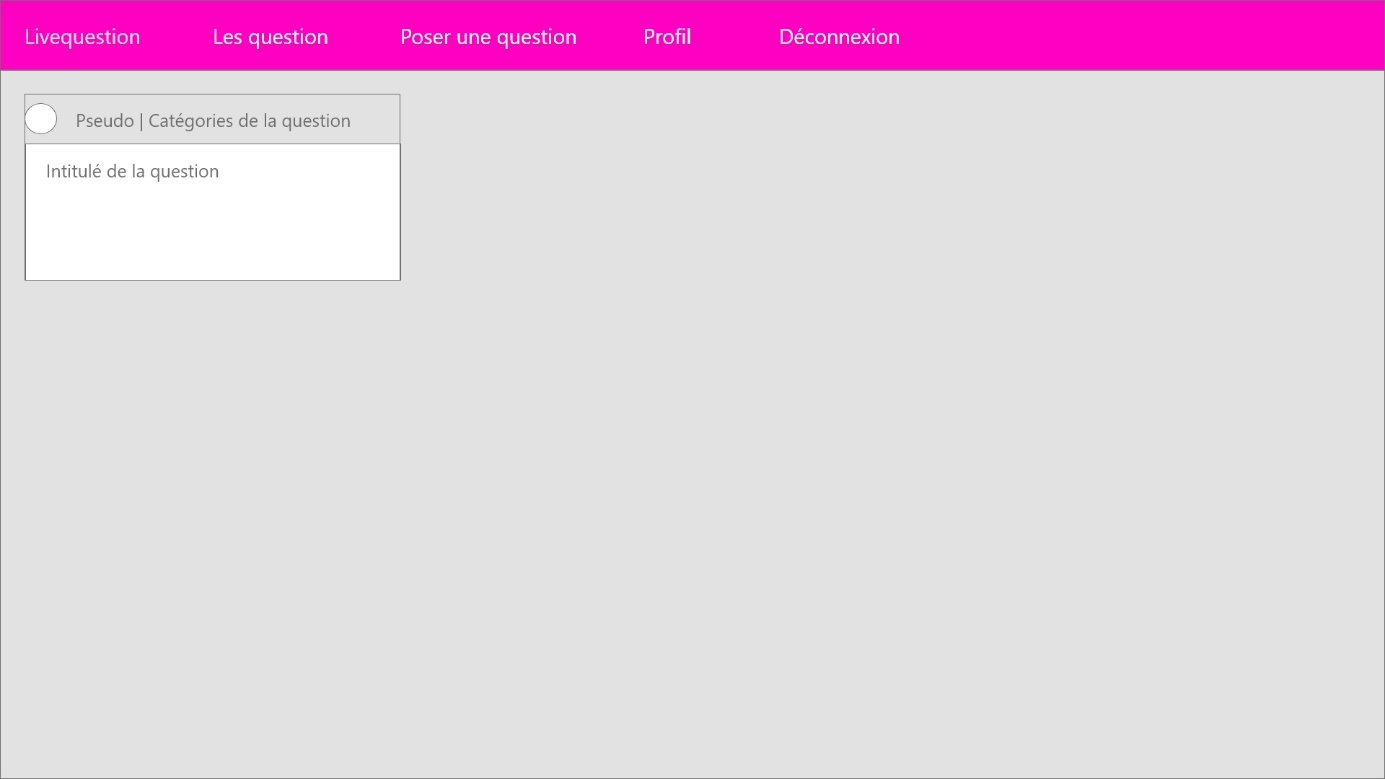 Livequestion Les question Poser une question Profil Déconnexion
Pseudo | Catégories de la question
Intitulé de la question